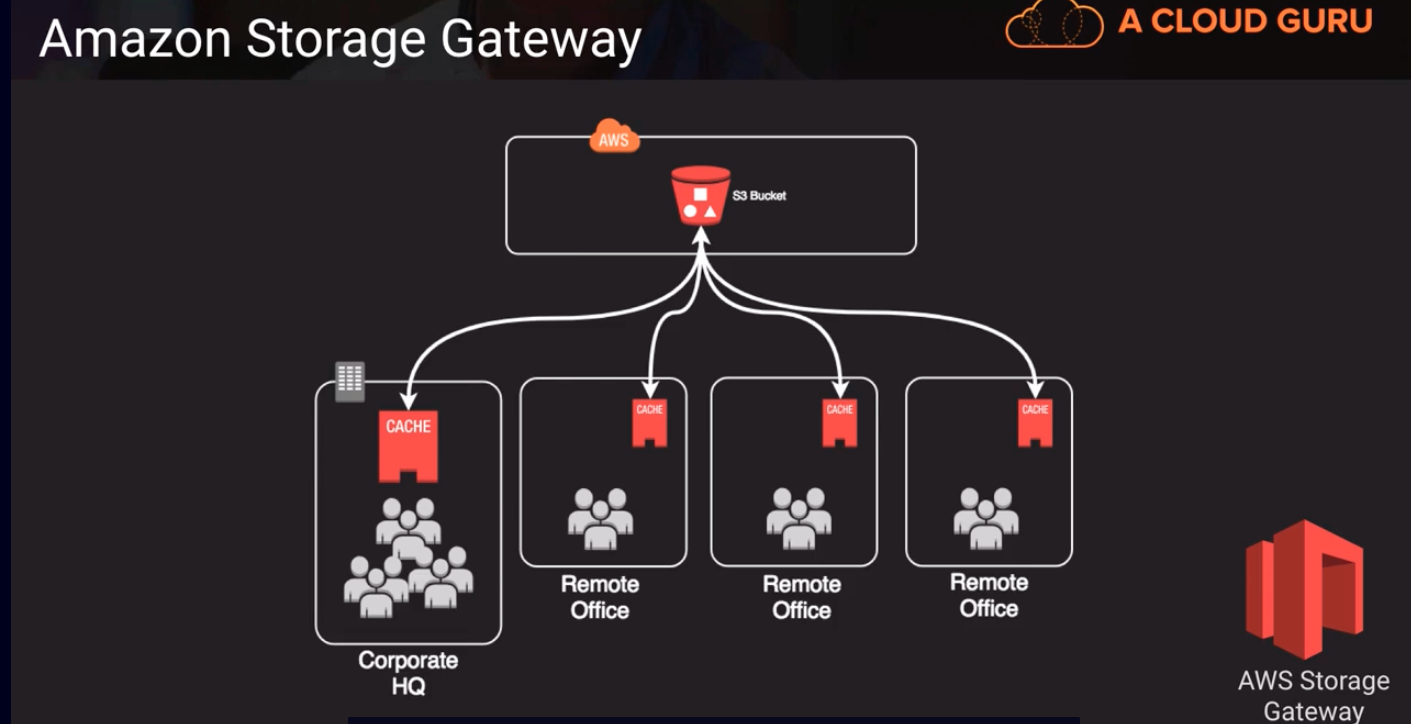 Amazon Storage Gateway
A CLOUD GURU
AWS
S3 Bucket
CACHE
CACHE
CACHE
CACHE
Remote
Office
Remote
Office
Remote
Office
Corporate
HQ
AWS Storage
Gateway